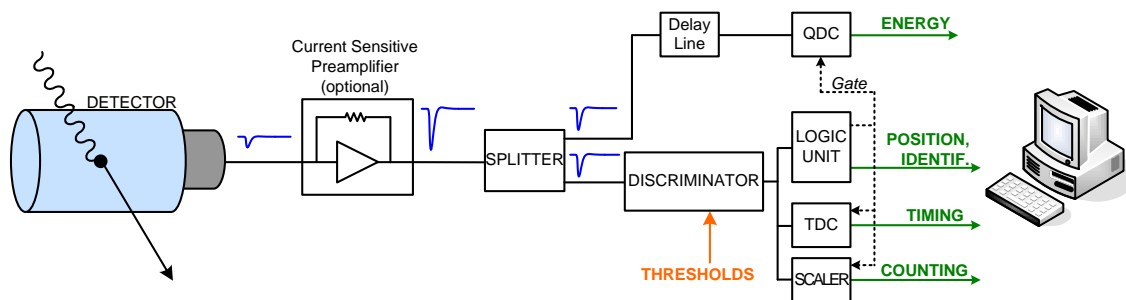 Current Sensitive
Preamplifier
(optional)
DETECTOR
SPLITTER
Delay
Line
QDC
ENERGY
Gate
LOGIC
UNIT
POSITION,
IDENTIF.
DISCRIMINATOR
TDC
TIMING
THRESHOLDS
SCALER
COUNTING